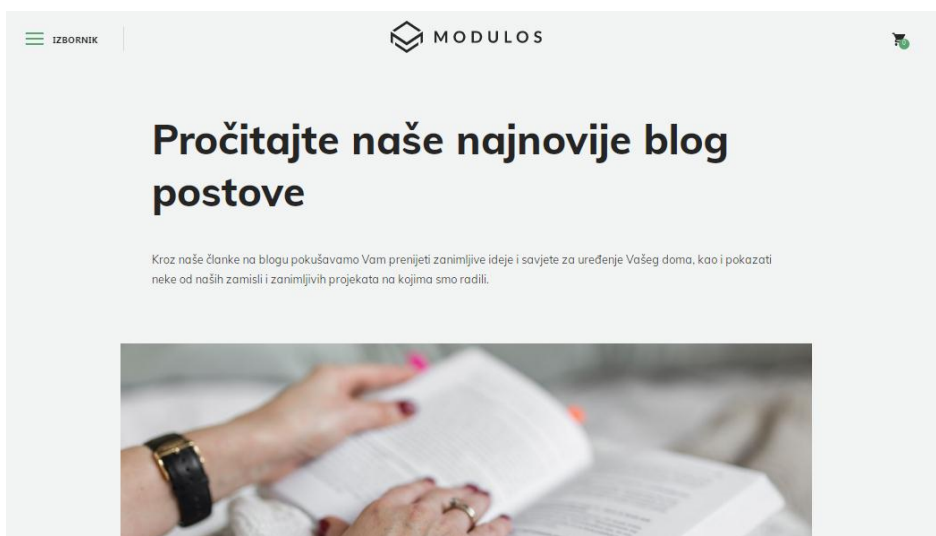 IZBORNIK
MODULOS
Pročitajte naše najnovije blog
postove
Kroz naše članke na blogu pokušavamo Vam prenijeti zanimljive ideje i savjete za uređenje Vašeg doma, kao i pokazati
neke od naših zamisli i zanimljivih projekata na kojima smo radili.